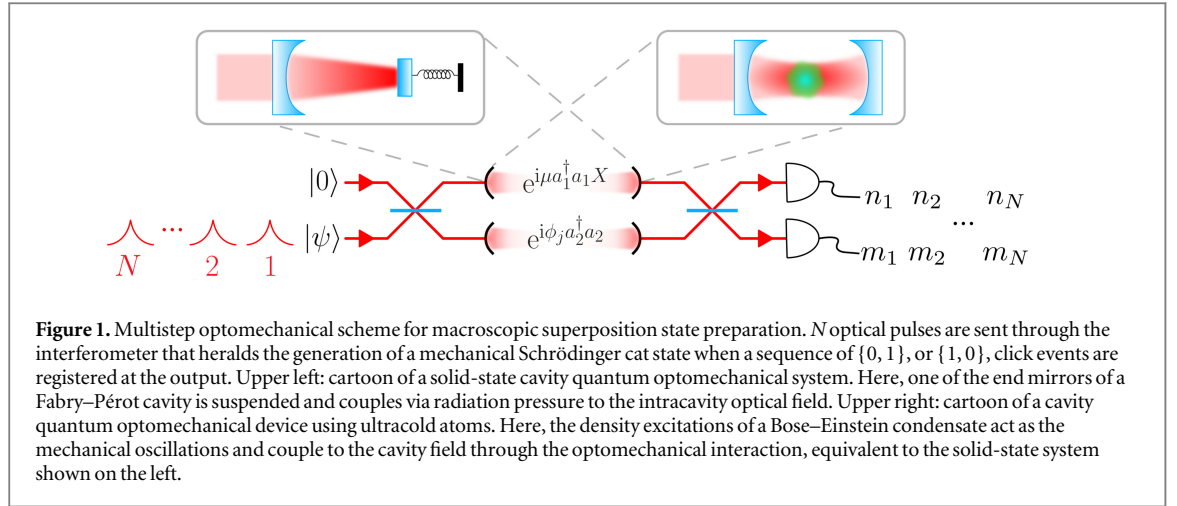 |0⟩ e^{iμa₁†a₁X} n₁ n₂ n_N
... |ψ⟩ e^{iϕ_j a₂†a₂} ...
N 2 1 m₁ m₂ m_N
Figure 1. Multistep optomechanical scheme for macroscopic superposition state preparation. N optical pulses are sent through the
interferometer that heralds the generation of a mechanical Schrödinger cat state when a sequence of {0, 1}, or {1, 0}, click events are
registered at the output. Upper left: cartoon of a solid-state cavity quantum optomechanical system. Here, one of the end mirrors of a
Fabry–Pérot cavity is suspended and couples via radiation pressure to the intracavity optical field. Upper right: cartoon of a cavity
quantum optomechanical device using ultracold atoms. Here, the density excitations of a Bose–Einstein condensate act as the
mechanical oscillations and couple to the cavity field through the optomechanical interaction, equivalent to the solid-state system
shown on the left.